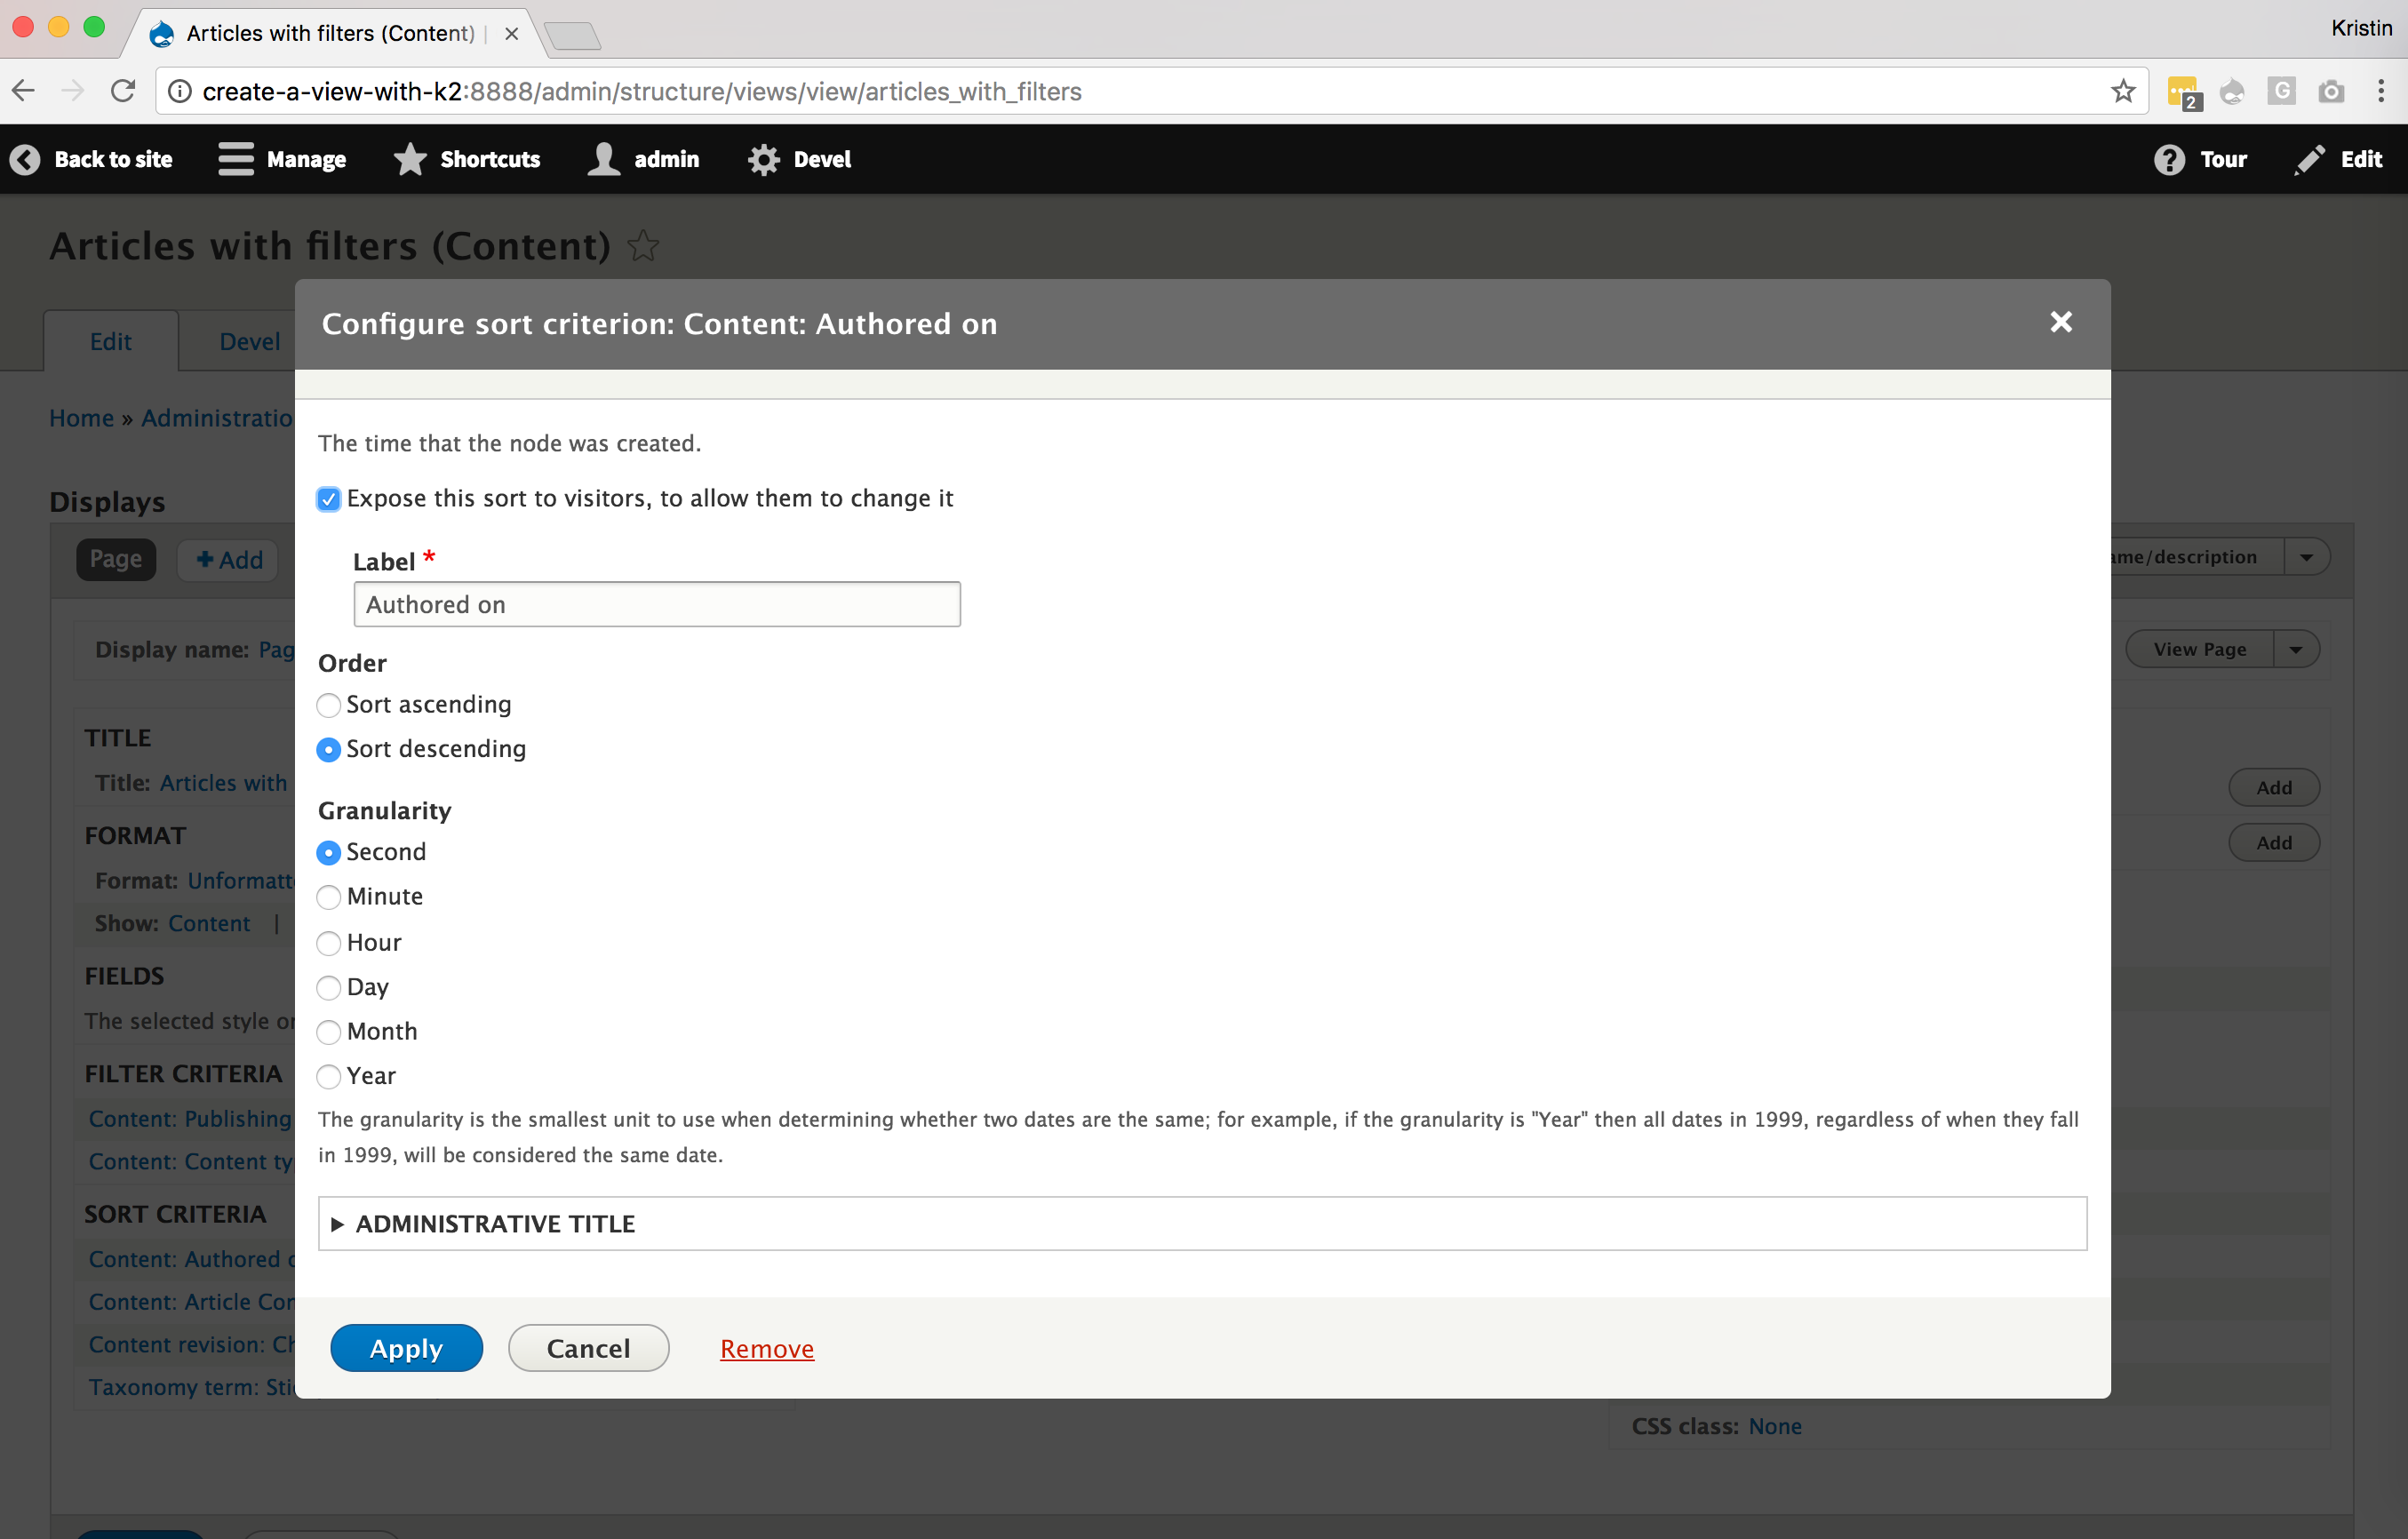 Articles with filters (Content)
Kristin
create-a-view-with-k2:8888/admin/structure/views/view/articles_with_filters
2
G
Back to site
Manage
Shortcuts
admin
Devel
Tour
Edit
Articles with filters (Content)
Edit
Devel
Configure sort criterion: Content: Authored on
Home » Administratio
The time that the node was created.
Expose this sort to visitors, to allow them to change it
Displays
Page
+ Add
ame/description
Label *
Authored on
Display name: Pag
View Page
Order
Sort ascending
Sort descending
TITLE
Title: Articles with
Add
Granularity
FORMAT
Second
Add
Format: Unformatte
Minute
Show: Content |
Hour
FIELDS
Day
The selected style or
Month
FILTER CRITERIA
Year
Content: Publishing
The granularity is the smallest unit to use when determining whether two dates are the same; for example, if the granularity is "Year" then all dates in 1999, regardless of when they fall
in 1999, will be considered the same date.
Content: Content ty
SORT CRITERIA
ADMINISTRATIVE TITLE
Content: Authored o
Content: Article Con
Content revision: Ch
Apply
Cancel
Remove
Taxonomy term: Sti
CSS class: None